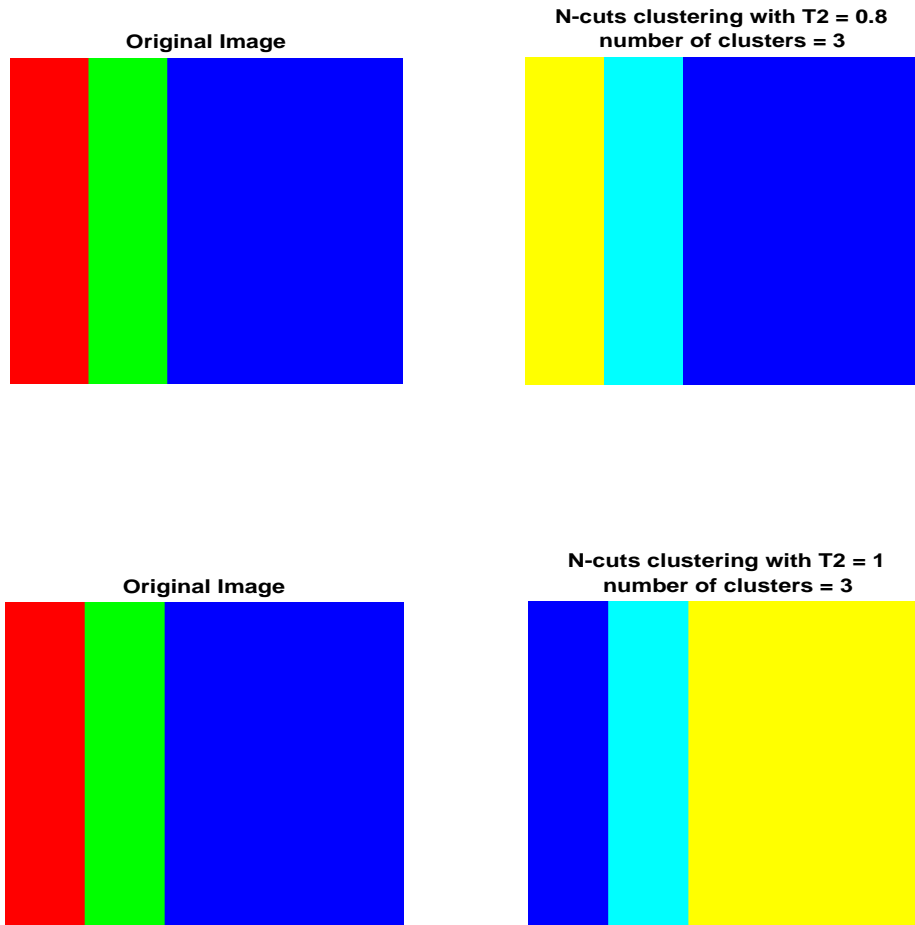 Original Image
N-cuts clustering with T2 = 0.8
number of clusters = 3
Original Image
N-cuts clustering with T2 = 1
number of clusters = 3